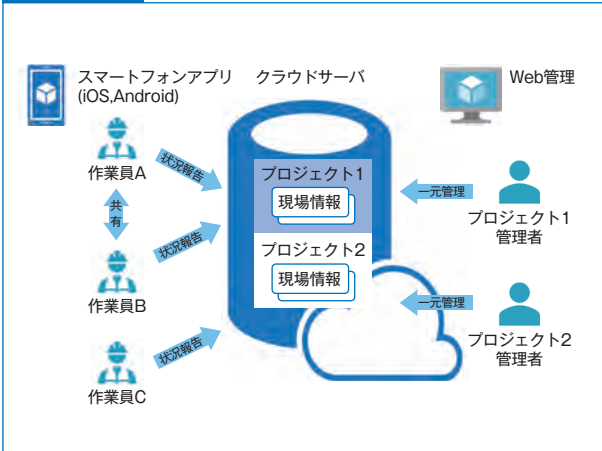 スマートフォンアプリ
(iOS,Android)
クラウドサーバ
Web管理
作業員A
状況報告
共有
作業員B
状況報告
作業員C
状況報告
プロジェクト1
現場情報
プロジェクト2
現場情報
一元管理
プロジェクト1
管理者
一元管理
プロジェクト2
管理者